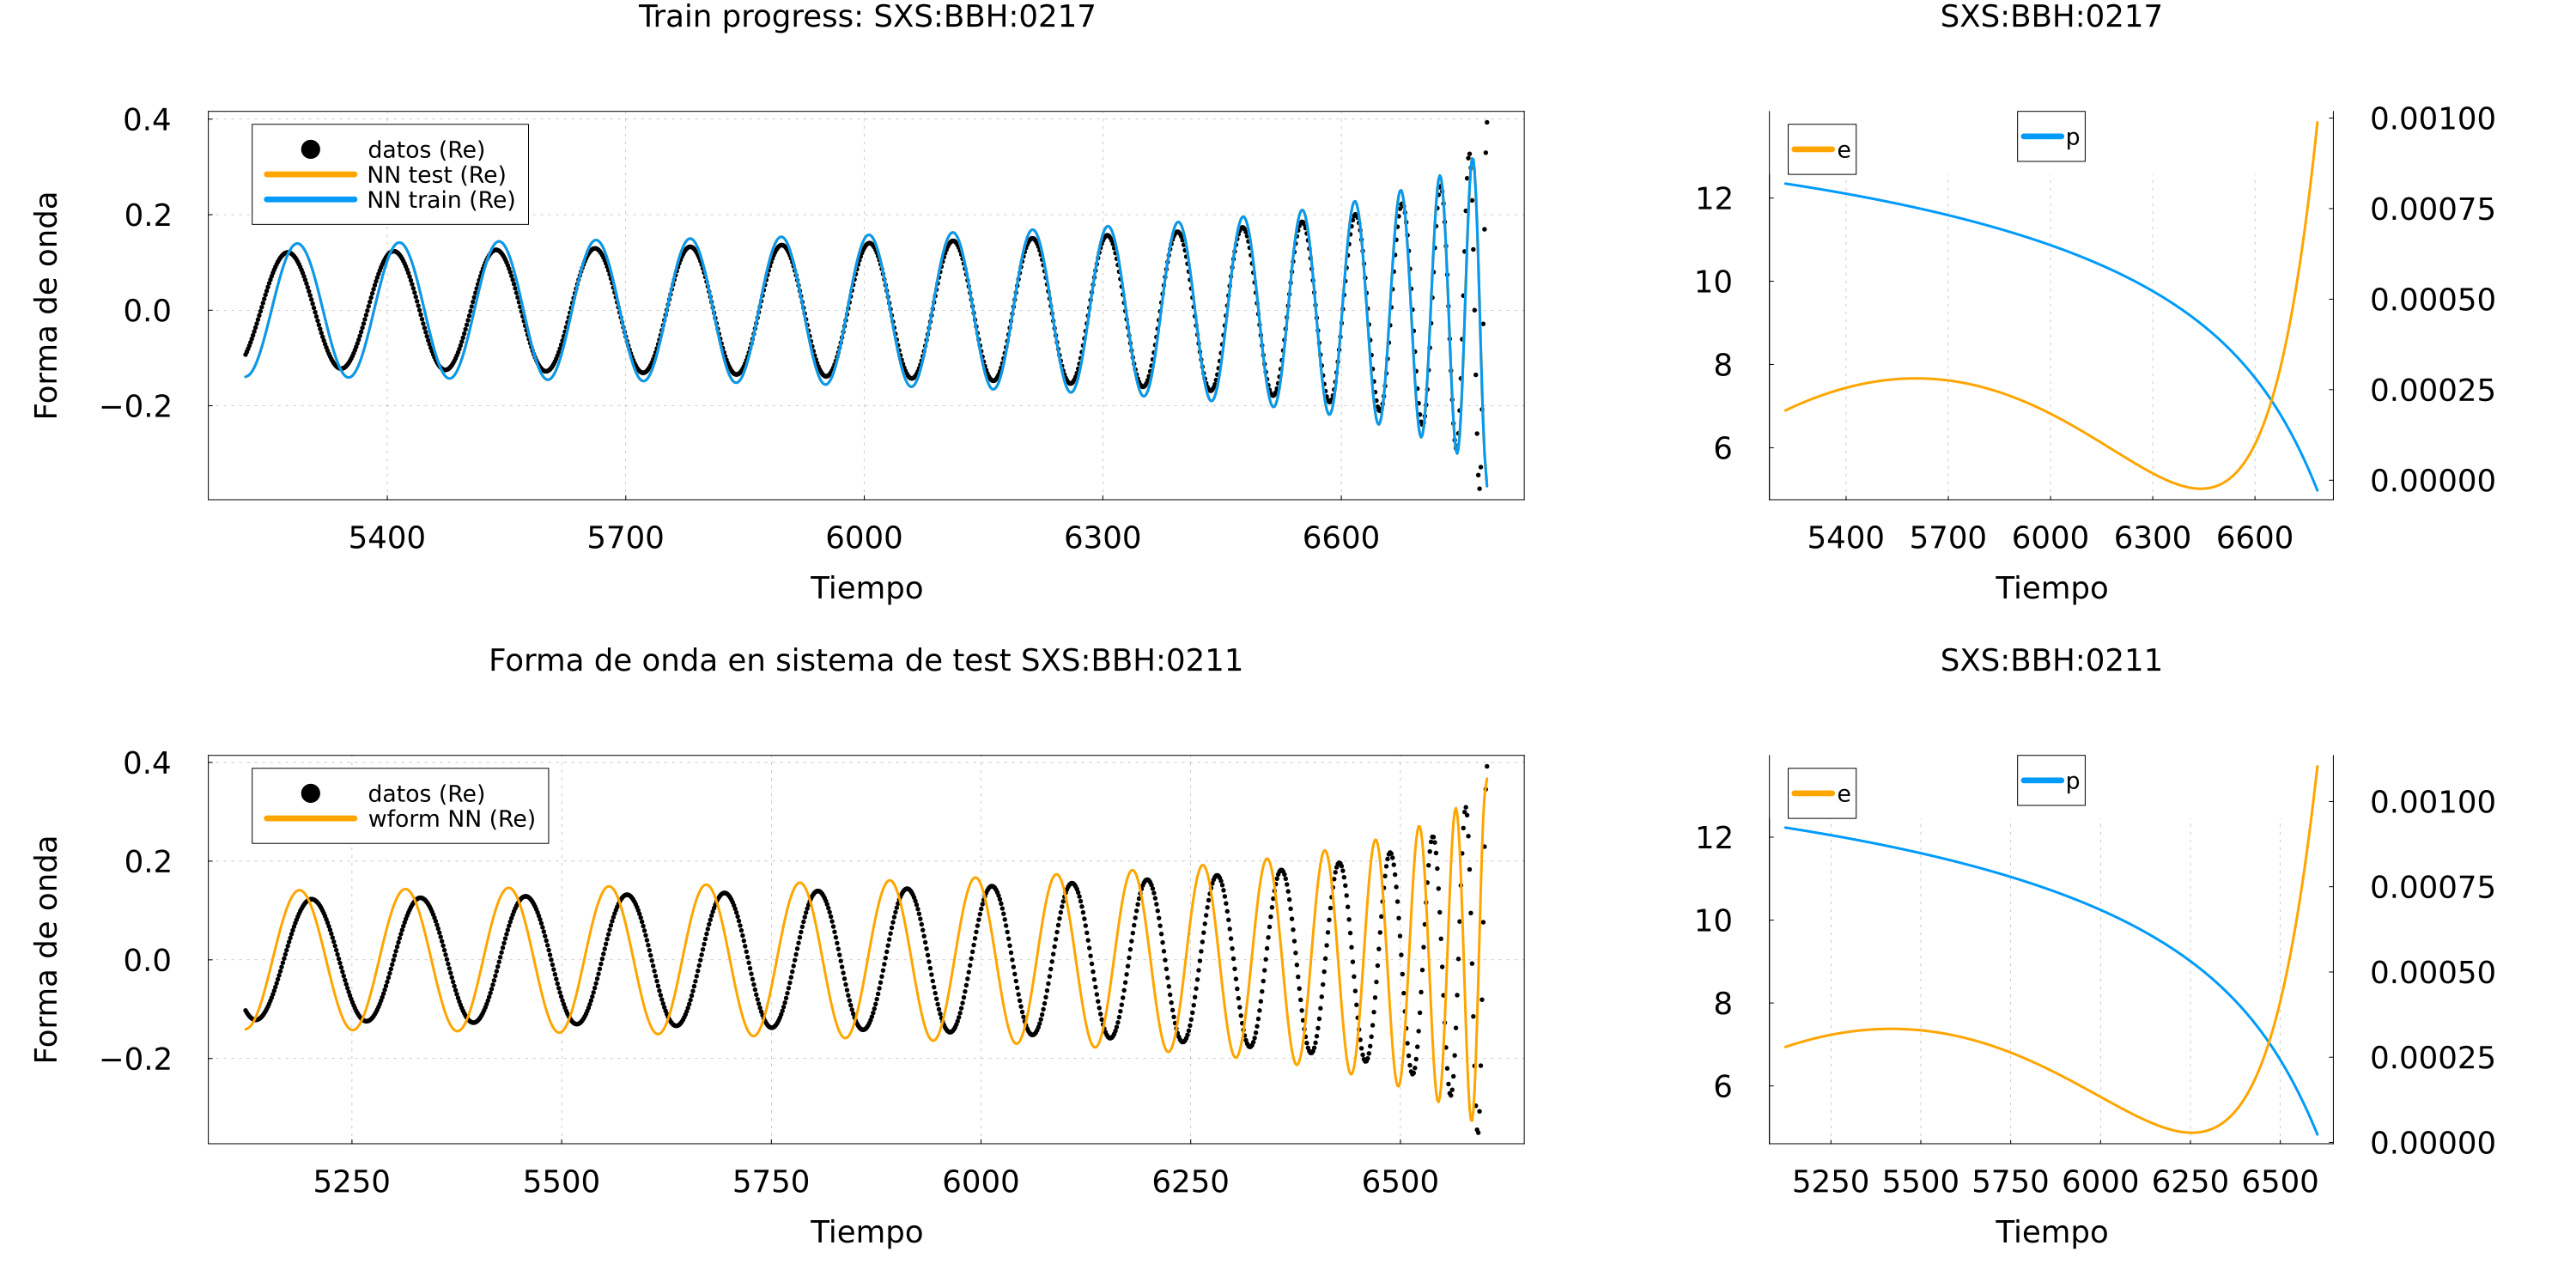 Train progress: SXS:BBH:0217
Forma de onda
0.4
0.2
0.0
−0.2
datos (Re)
NN test (Re)
NN train (Re)
5400 5700 6000 6300 6600
Tiempo
SXS:BBH:0217
e
p
12
10
8
6
0.00100
0.00075
0.00050
0.00025
0.00000
5400 5700 6000 6300 6600
Tiempo
Forma de onda en sistema de test SXS:BBH:0211
Forma de onda
0.4
0.2
0.0
−0.2
datos (Re)
wform NN (Re)
5250 5500 5750 6000 6250 6500
Tiempo
SXS:BBH:0211
e
p
12
10
8
6
0.00100
0.00075
0.00050
0.00025
0.00000
5250 5500 5750 6000 6250 6500
Tiempo